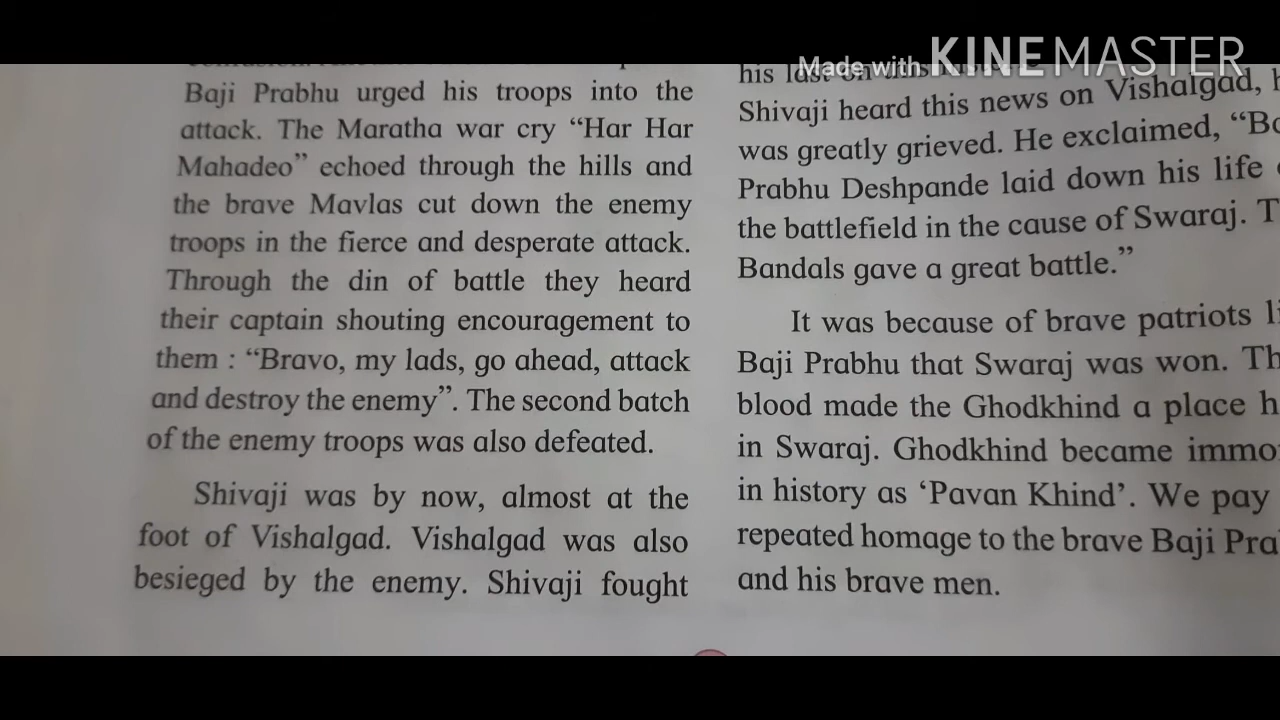 Made with KINEMASTER
Baji Prabhu urged his troops into the
attack. The Maratha war cry “Har Har
Mahadeo” echoed through the hills and
the brave Mavlas cut down the enemy
troops in the fierce and desperate attack.
Through the din of battle they heard
their captain shouting encouragement to
them : “Bravo, my lads, go ahead, attack
and destroy the enemy”. The second batch
of the enemy troops was also defeated.
Shivaji was by now, almost at the
foot of Vishalgad. Vishalgad was also
besieged by the enemy. Shivaji fought
his last on
Shivaji heard this news on Vishalgad,
was greatly grieved. He exclaimed,
Prabhu Deshpande laid down his life
the battlefield in the cause of Swaraj.
Bandals gave a great battle.”
It was because of brave patriots
Baji Prabhu that Swaraj was won.
blood made the Ghodkhind a place
in Swaraj. Ghodkhind became
in history as ‘Pavan Khind’. We pay
repeated homage to the brave Baji
and his brave men.